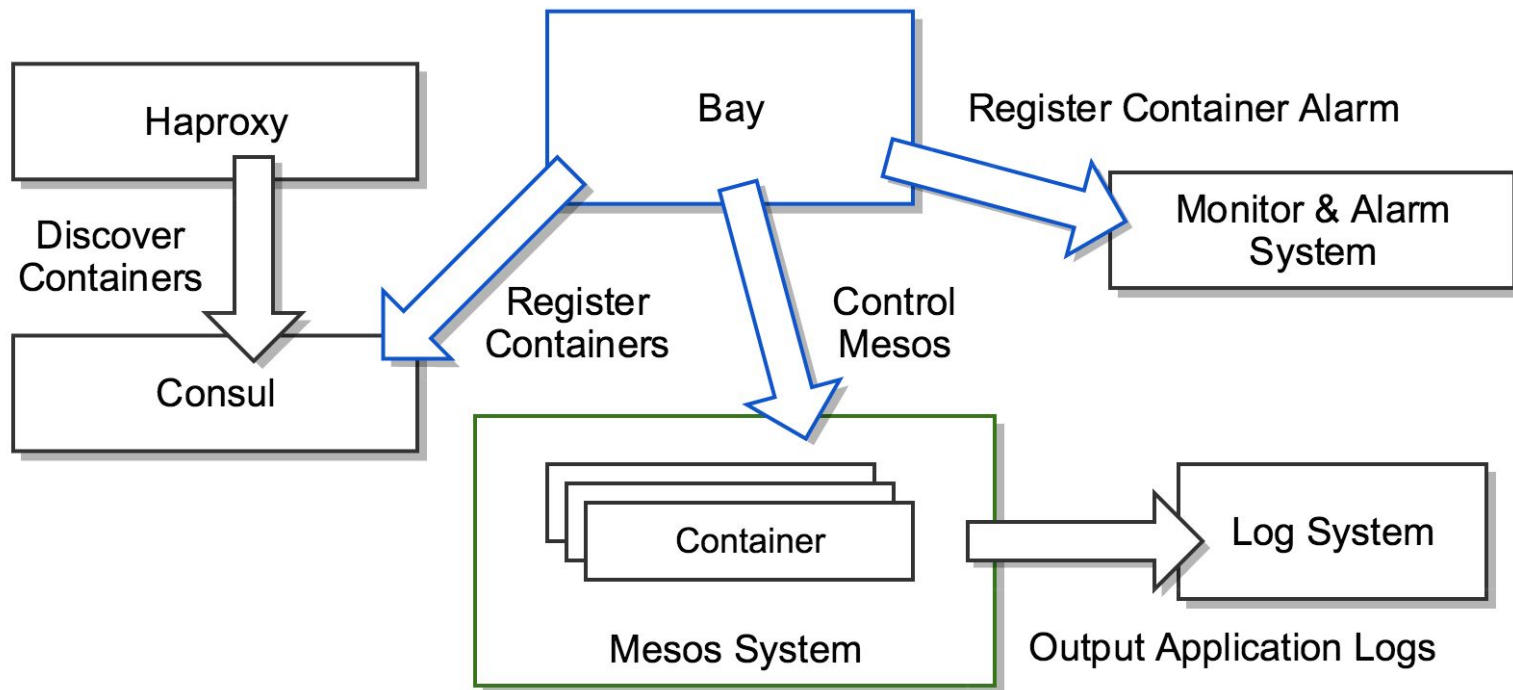 Haproxy
Bay
Register Container Alarm
Monitor & Alarm
System
Discover
Containers
Register
Containers
Control
Mesos
Consul
Container
Mesos System
Log System
Output Application Logs